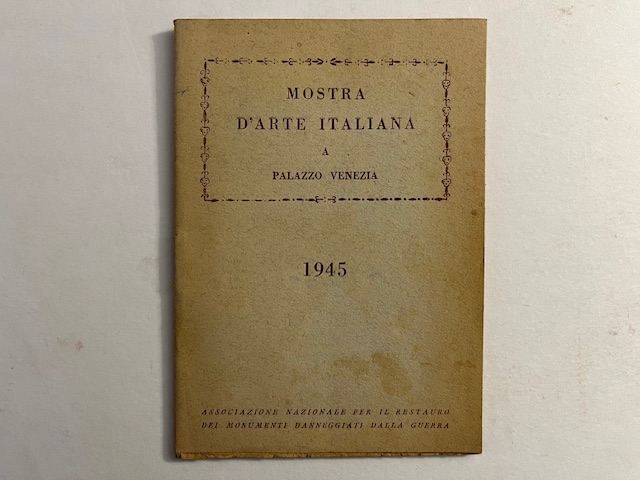 MOSTRA
D'ARTE ITALIANA
A
PALAZZO VENEZIA
1945
ASSOCIAZIONE NAZIONALE PER IL RESTAURO
DEI MONUMENTI DANNEGGIATI DALLA GUERRA